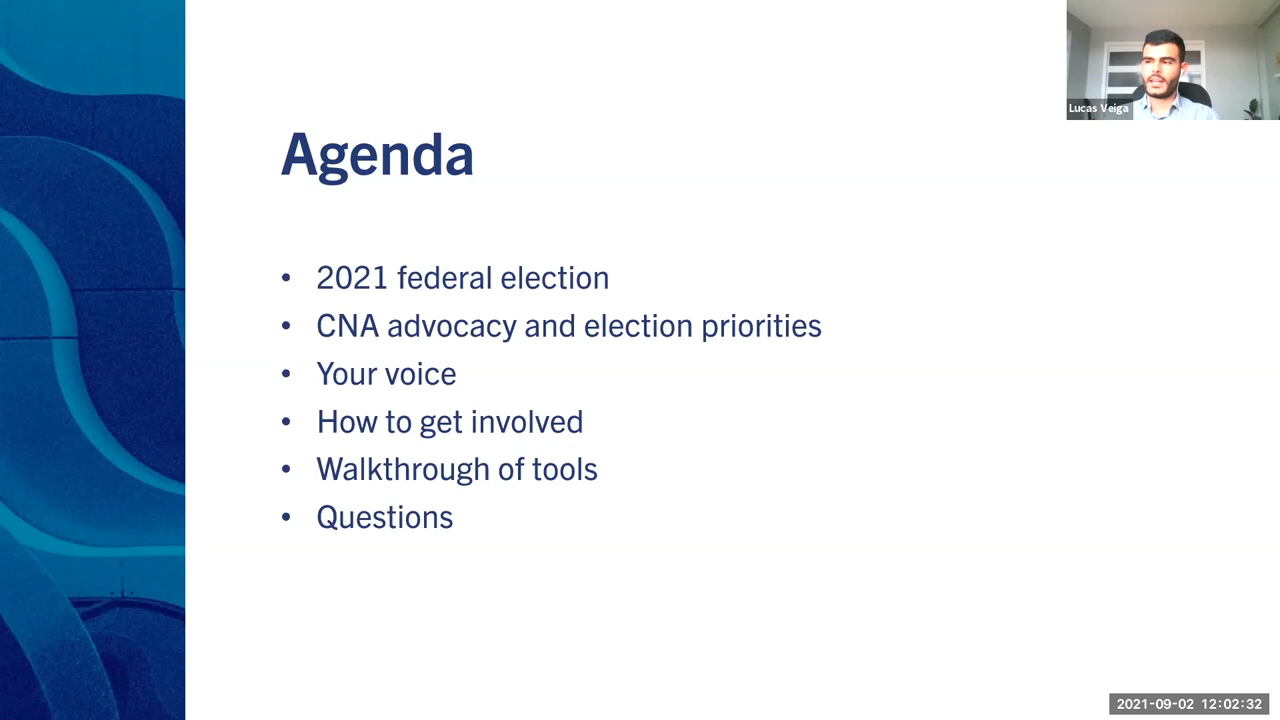 Lucas Veiga
Agenda
• 2021 federal election
• CNA advocacy and election priorities
• Your voice
• How to get involved
• Walkthrough of tools
• Questions
2021-09-02 12:02:32